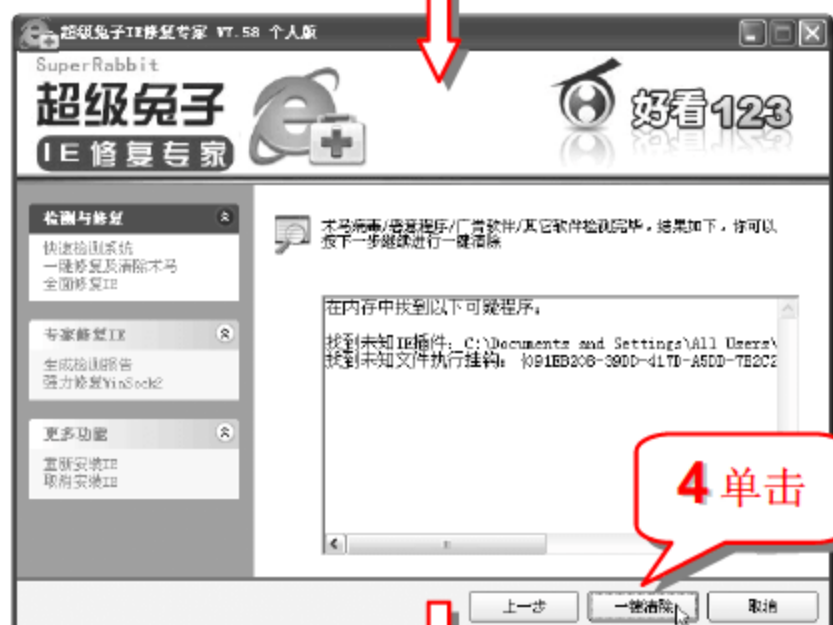 超级兔子IE修复专家 V7.58 个人版
SuperRabbit
超级兔子
IE修复专家
好看123
检测与修复
快速检测系统
一键修复及清除木马
全面修复IE
专家修复IE
生成检测报告
强力修复WinSock2
更多功能
重新安装IE
取消安装IE
木马病毒/恶意程序/广告软件/其它软件检测完毕，结果如下，你可以
按下一步继续进行一键清除
在内存中找到以下可疑程序。
找到未知IE插件: C:\Documents and Settings\All Users\
找到未知文件执行挂钩: {091EB208-39DD-417D-A5DD-7E2C2
4 单击
上一步
一键清除
取消